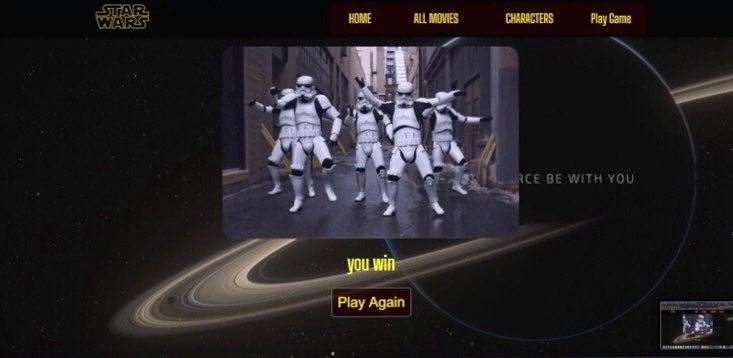 STAR
WARS
HOME
ALL MOVIES
CHARACTERS
Play Game
RCE BE WITH YOU
you win
Play Again